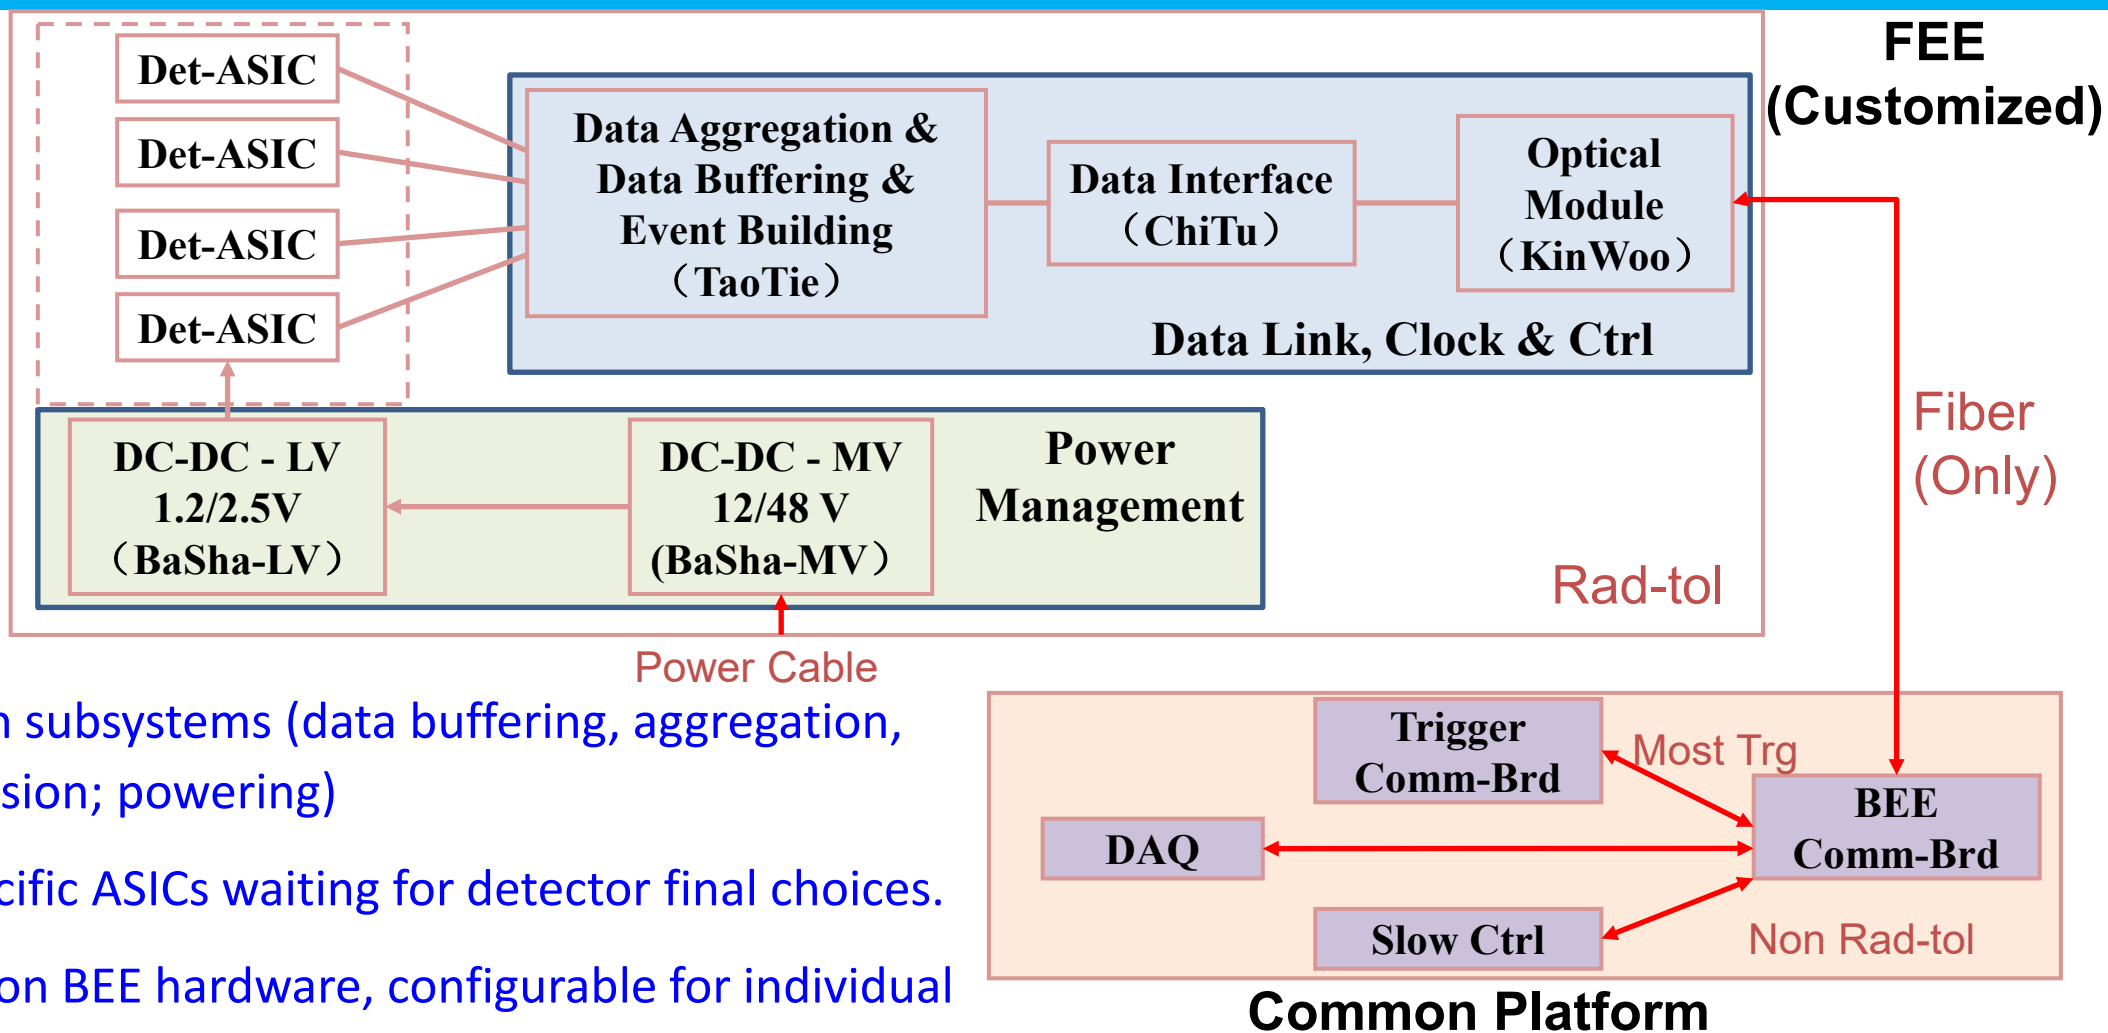 FEE
(Customized)
Det-ASIC
Det-ASIC
Det-ASIC
Det-ASIC
Data Aggregation &
Data Buffering &
Event Building
（TaoTie）
Data Interface
（ChiTu）
Optical
Module
（KinWoo）
Data Link, Clock & Ctrl
DC-DC - LV
1.2/2.5V
（BaSha-LV）
DC-DC - MV
12/48 V
(BaSha-MV）
Power
Management
Rad-tol
Fiber
(Only)
Power Cable
subsystems (data buffering, aggregation,
sion; powering)
cific ASICs waiting for detector final choices.
on BEE hardware, configurable for individual
Trigger
Comm-Brd
Most Trg
DAQ
BEE
Comm-Brd
Slow Ctrl
Non Rad-tol
Common Platform